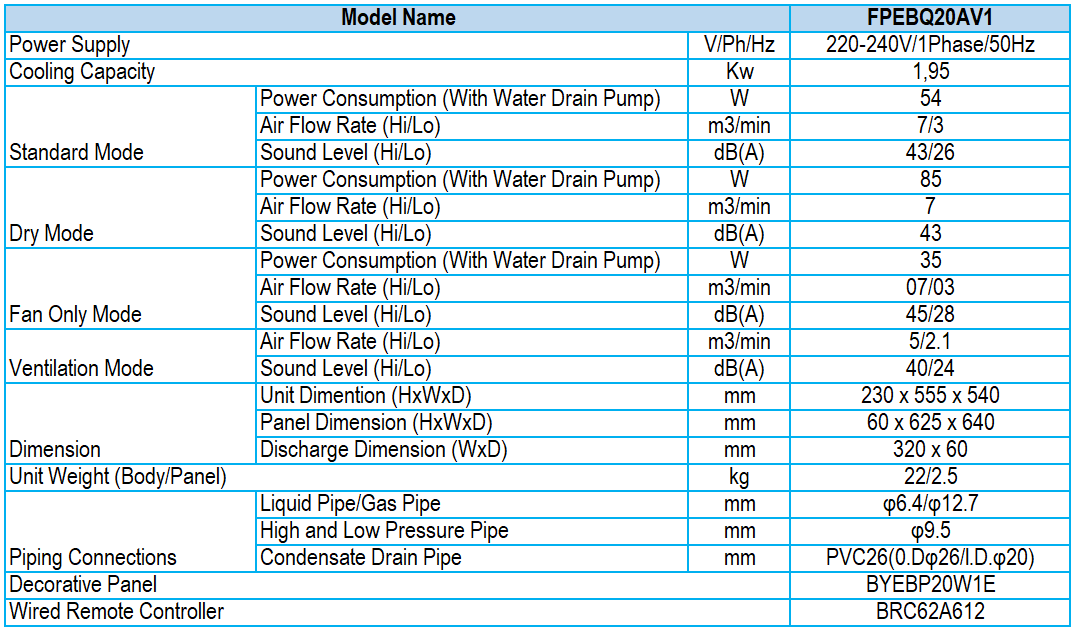 Model Name FPEBQ20AV1
Power Supply V/Ph/Hz 220-240V/1Phase/50Hz
Cooling Capacity Kw 1,95
Power Consumption (With Water Drain Pump) W 54
Air Flow Rate (Hi/Lo) m3/min 7/3
Standard Mode Sound Level (Hi/Lo) dB(A) 43/26
Power Consumption (With Water Drain Pump) W 85
Air Flow Rate (Hi/Lo) m3/min 7
Dry Mode Sound Level (Hi/Lo) dB(A) 43
Power Consumption (With Water Drain Pump) W 35
Air Flow Rate (Hi/Lo) m3/min 07/03
Fan Only Mode Sound Level (Hi/Lo) dB(A) 45/28
Air Flow Rate (Hi/Lo) m3/min 5/2.1
Ventilation Mode Sound Level (Hi/Lo) dB(A) 40/24
Unit Dimention (HxWxD) mm 230 x 555 x 540
Panel Dimension (HxWxD) mm 60 x 625 x 640
Dimension Discharge Dimension (WxD) mm 320 x 60
Unit Weight (Body/Panel) kg 22/2.5
Liquid Pipe/Gas Pipe mm φ6.4/φ12.7
High and Low Pressure Pipe mm φ9.5
Piping Connections Condensate Drain Pipe mm PVC26(0.Dφ26/I.D.φ20)
Decorative Panel BYEBP20W1E
Wired Remote Controller BRC62A612